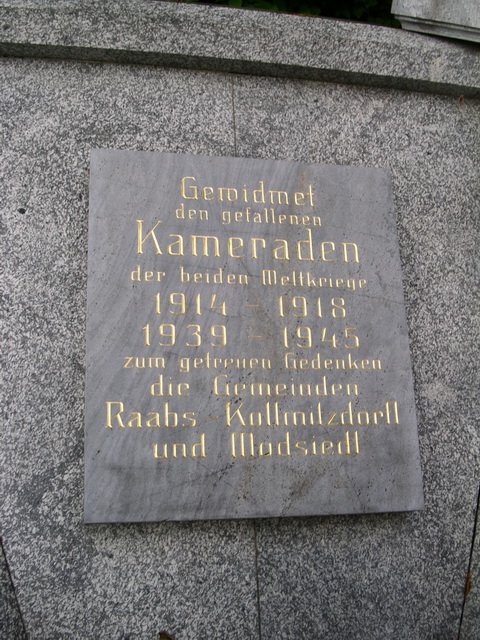 Gewidmet
den gefallenen
Kameraden
der beiden Weltkriege
1914 - 1918
1939 - 1945
zum getreuen Gedenken
die Gemeinden
Raabs - Kollmitzdörfl
und Modsiedl